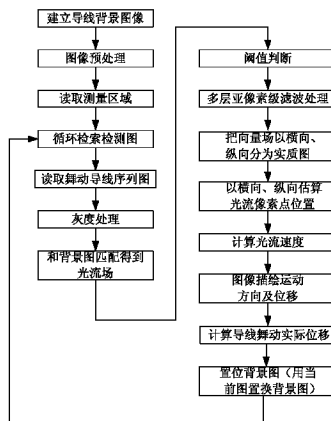 建立导线背景图像
图像预处理
读取测量区域
循环检索检测图
读取舞动导线序列图
灰度处理
和背景图匹配得到
光流场
阈值判断
多层亚像素级滤波处理
把向量场以横向、
纵向分为实质图
以横向、纵向估算
光流像素点位置
计算光流速度
图像描绘运动
方向及位移
计算导线舞动实际位移
置位背景图（用当
前图置换背景图）